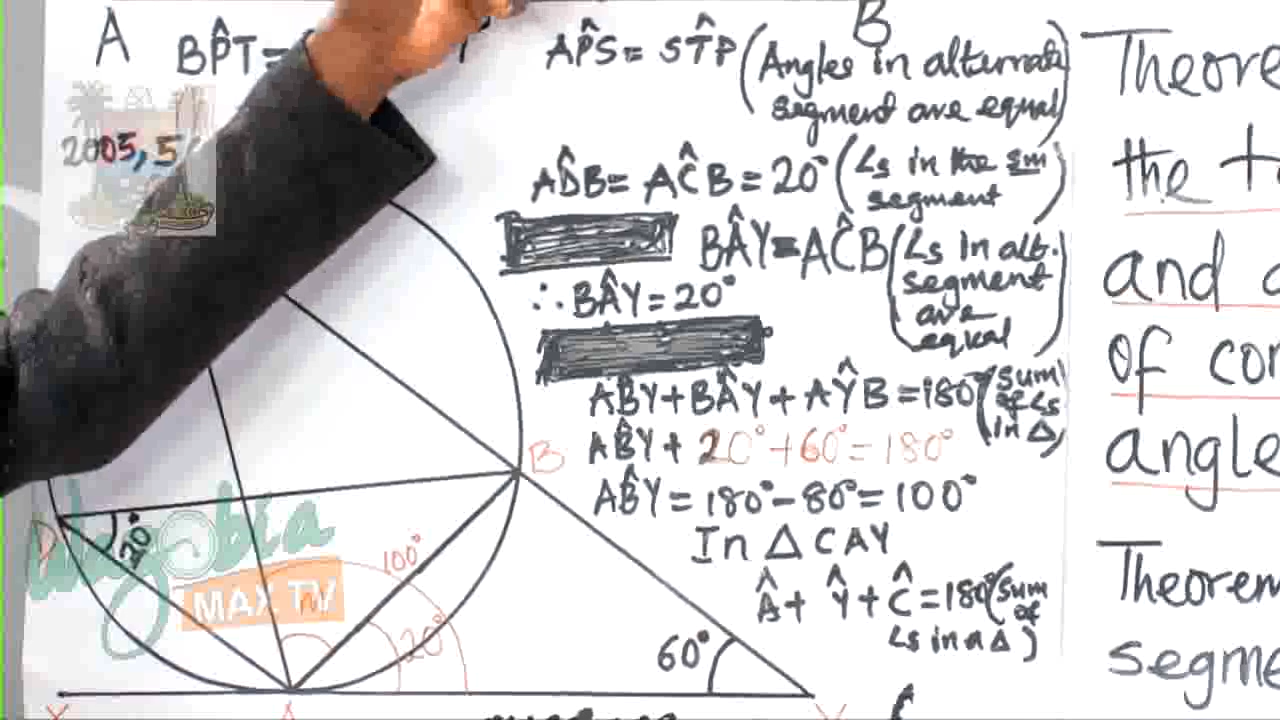 A
BP̂T=
AP̂S = ST̂P (Angles in alternate
segment are equal)
B
2005, 5
AD̂B = AĈB = 20° (∠s in the sm
segment)
BÂY = AĈB (∠s in alt.
segment
are
equal)
∴ BÂY = 20°
AB̂Y + BÂY + AŶB = 180° (sum
of ∠s
in Δ)
AB̂Y + 20° + 60° = 180°
AB̂Y = 180° - 80° = 100°
In Δ CAY
Â + Ŷ + Ĉ = 180° (sum
of
∠s in a Δ)
B
D
20°
100°
20°
60°
MAX TV
Theore
the t
and
of con
angle
Theorem
segme